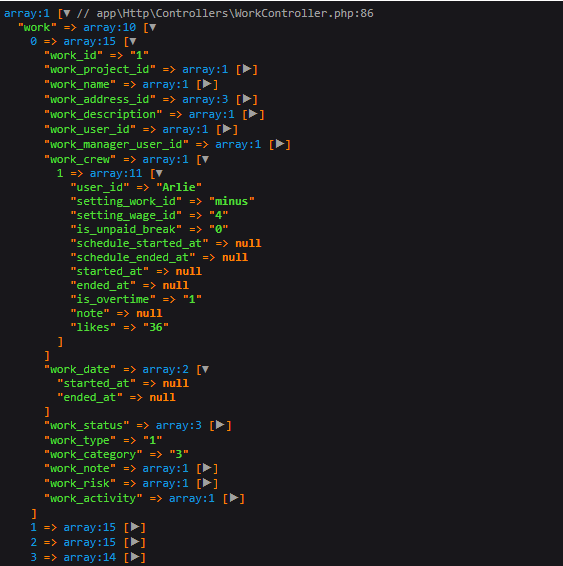 array:1 [▼ // app\Http\Controllers\WorkController.php:86
"work" => array:10 [▼
0 => array:15 [▼
"work_id" => "1"
"work_project_id" => array:1 [▶]
"work_name" => array:1 [▶]
"work_address_id" => array:3 [▶]
"work_description" => array:1 [▶]
"work_user_id" => array:1 [▶]
"work_manager_user_id" => array:1 [▶]
"work_crew" => array:1 [▼
1 => array:11 [▼
"user_id" => "Arlie"
"setting_work_id" => "minus"
"setting_wage_id" => "4"
"is_unpaid_break" => "0"
"schedule_started_at" => null
"schedule_ended_at" => null
"started_at" => null
"ended_at" => null
"is_overtime" => "1"
"note" => null
"likes" => "36"
]
]
"work_date" => array:2 [▼
"started_at" => null
"ended_at" => null
]
"work_status" => array:3 [▶]
"work_type" => "1"
"work_category" => "3"
"work_note" => array:1 [▶]
"work_risk" => array:1 [▶]
"work_activity" => array:1 [▶]
]
1 => array:15 [▶]
2 => array:15 [▶]
3 => array:14 [▶]